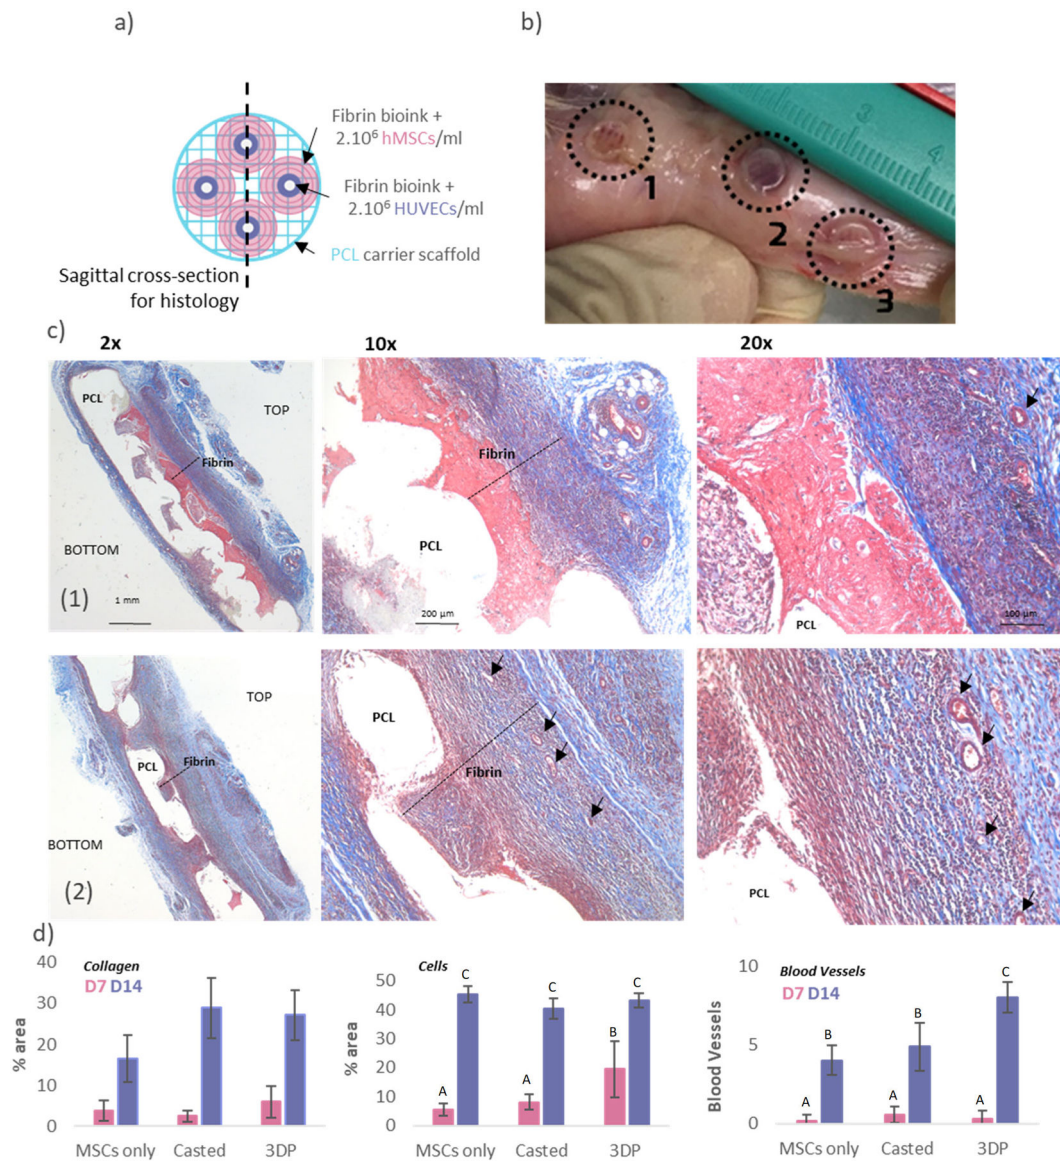 a)
b)
Fibrin bioink +
2.10⁶ hMSCs/ml
Fibrin bioink +
2.10⁶ HUVECs/ml
PCL carrier scaffold
Sagittal cross-section
for histology
3
4
1
2
3
c)
2x
10x
20x
PCL
TOP
Fibrin
BOTTOM
(1)
1 mm
Fibrin
PCL
200 µm
PCL
100 µm
TOP
PCL
Fibrin
BOTTOM
(2)
PCL
Fibrin
PCL
d)
Collagen
D7 D14
% area
40
30
20
10
0
MSCs only
Casted
3DP
Cells
% area
50
40
30
20
10
0
A
C
A
C
B
C
MSCs only
Casted
3DP
Blood Vessels
D7 D14
Blood Vessels
10
5
0
A
B
A
B
A
C
MSCs only
Casted
3DP